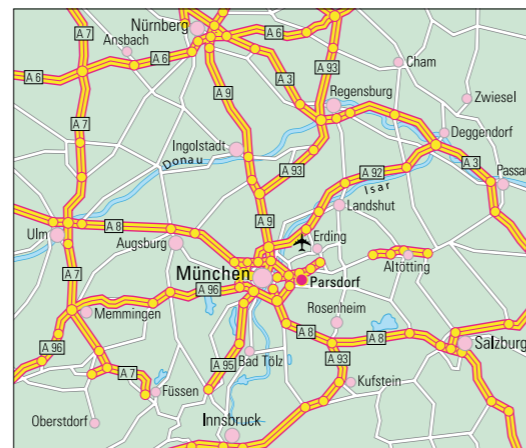 Nürnberg
A 7
Ansbach
A 6
A 6
A 93
Cham
A 3
A 9
Zwiesel
Regensburg
A 7
Deggendorf
Ingolstadt
Donau
A 93
A 92
A 3
Passau
Isar
Landshut
A 8
A 9
Ulm
Augsburg
Erding
Altötting
A 7
München
Parsdorf
A 96
Memmingen
Rosenheim
A 8
A 8
Salzburg
A 96
A 93
Bad Tölz
A 95
A 7
Füssen
Kufstein
Oberstdorf
Innsbruck